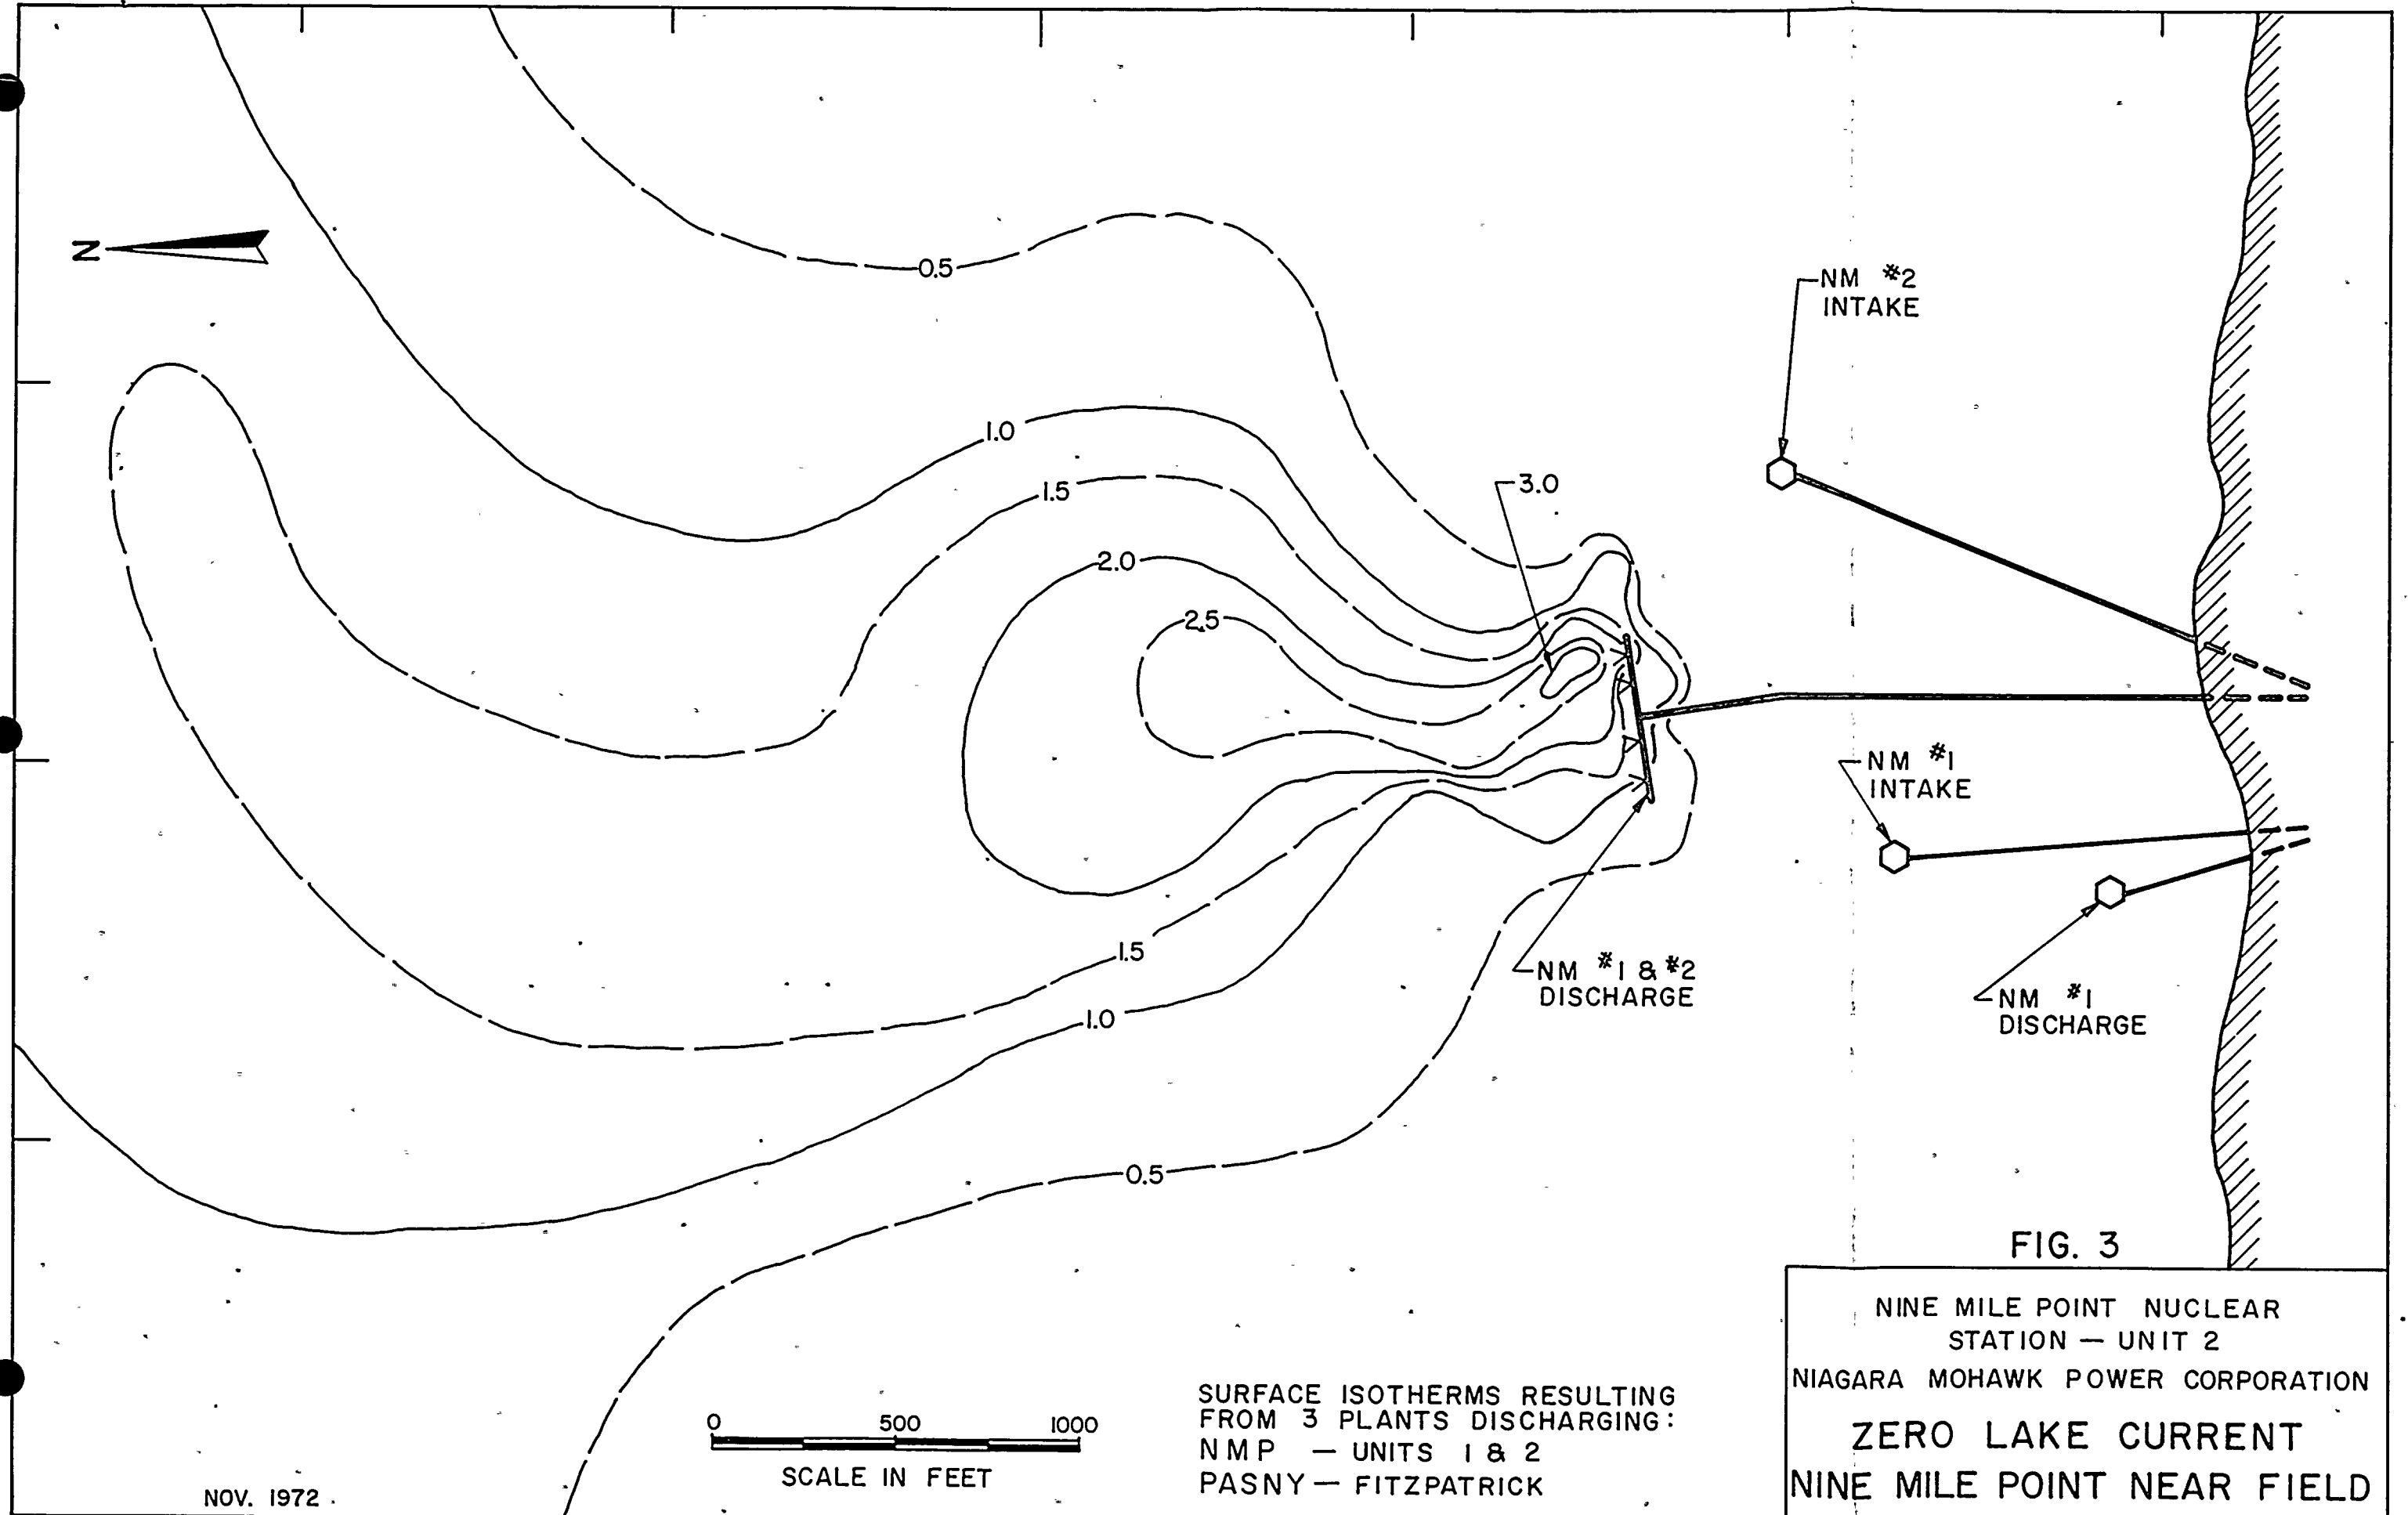 N
0.5
1.0
1.5
2.0
2.5
3.0
NM #2
INTAKE
NM #1
INTAKE
NM #1 & #2
DISCHARGE
NM #1
DISCHARGE
1.5
1.0
0.5
FIG. 3
NINE MILE POINT NUCLEAR
STATION — UNIT 2
NIAGARA MOHAWK POWER CORPORATION
ZERO LAKE CURRENT
NINE MILE POINT NEAR FIELD
SURFACE ISOTHERMS RESULTING
FROM 3 PLANTS DISCHARGING:
NMP — UNITS 1 & 2
PASNY — FITZPATRICK
0 500 1000
SCALE IN FEET
NOV. 1972